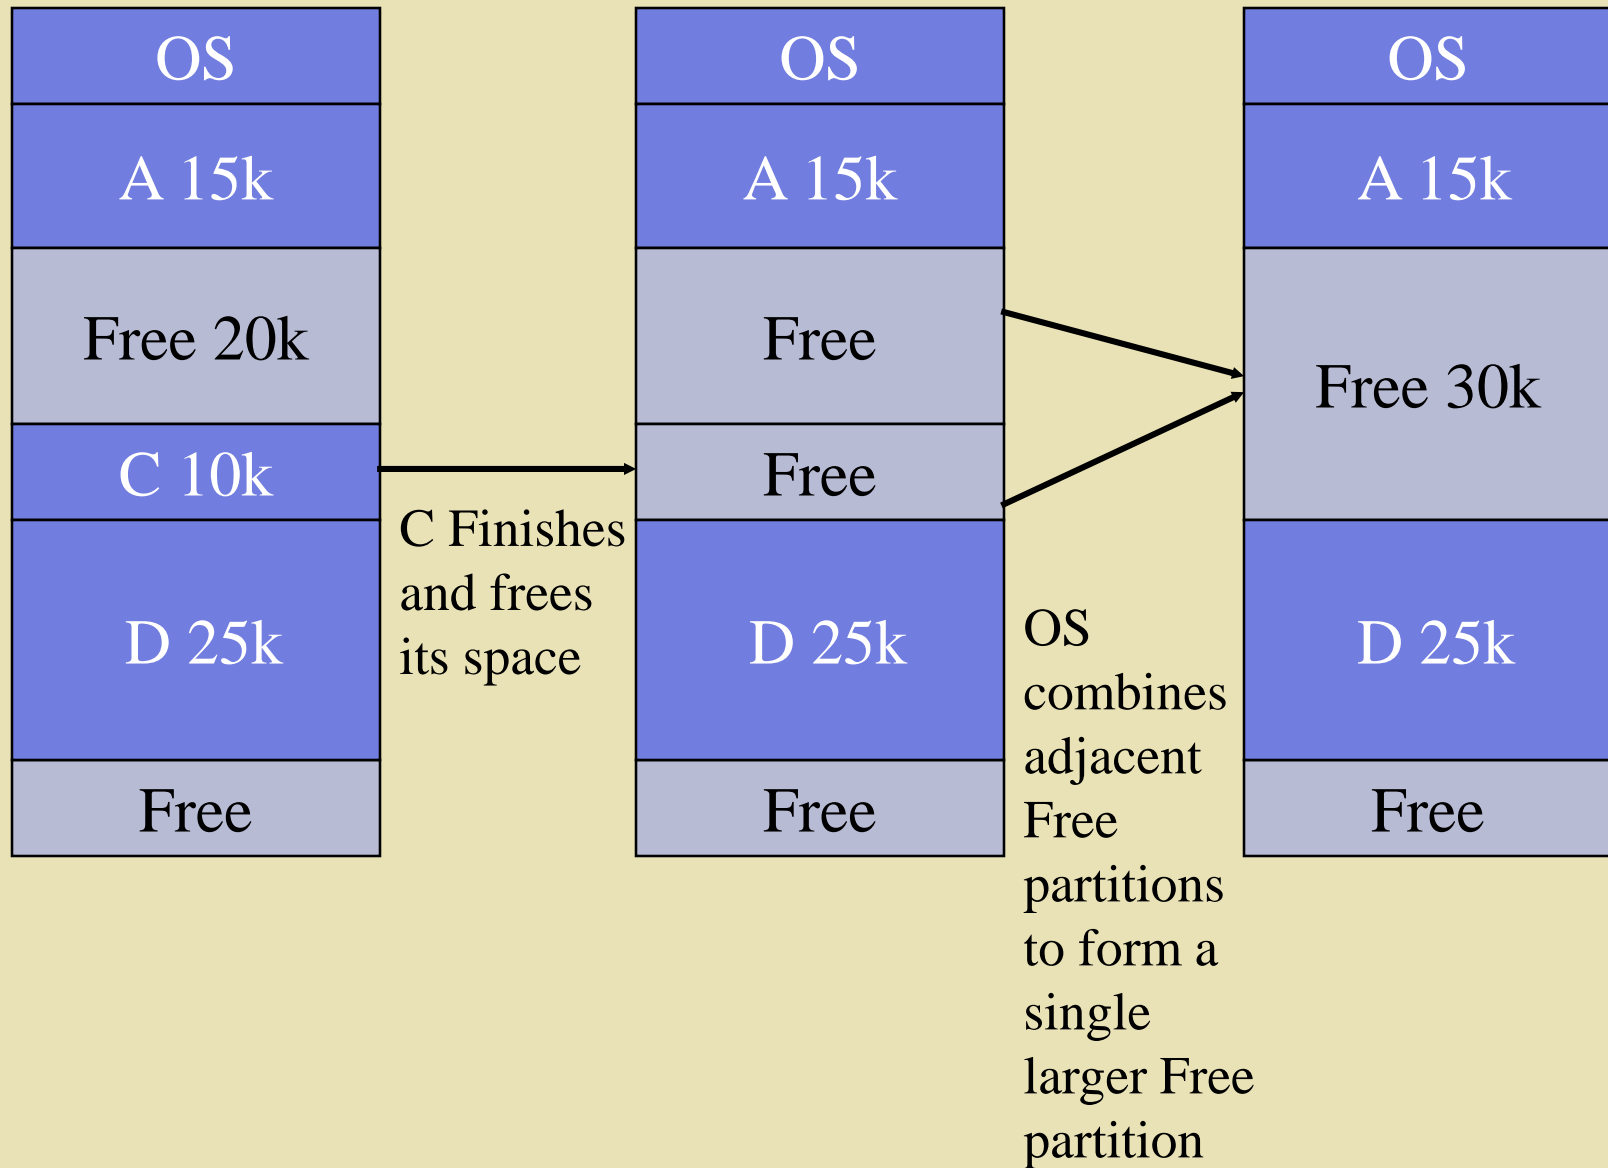 OS
A 15k
Free 20k
C 10k
D 25k
Free
C Finishes
and frees
its space
OS
A 15k
Free
Free
D 25k
Free
OS
combines
adjacent
Free
partitions
to form a
single
larger Free
partition
OS
A 15k
Free 30k
D 25k
Free